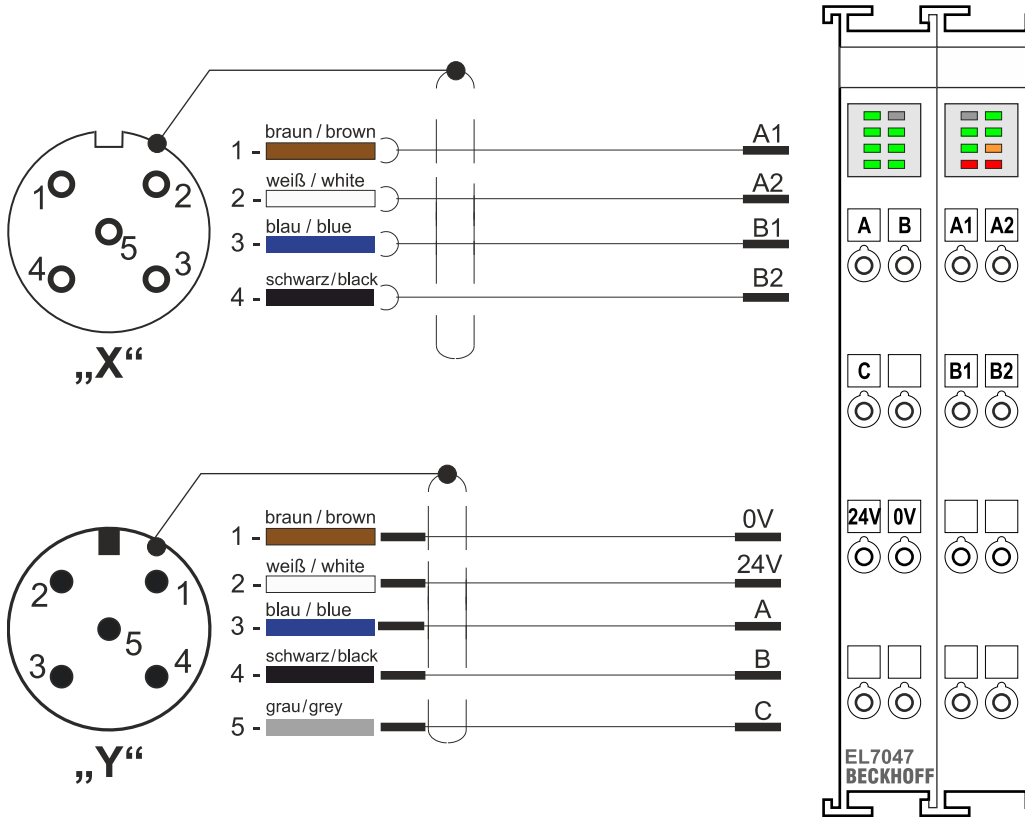 1 2
5
4 3
„X“
braun / brown
1 - A1
weiß / white
2 - A2
blau / blue
3 - B1
schwarz/black
4 - B2
2 1
5
3 4
„Y“
braun / brown
1 - 0V
weiß / white
2 - 24V
blau / blue
3 - A
schwarz/black
4 - B
grau/grey
5 - C
A B A1 A2
C B1 B2
24V 0V
EL7047
BECKHOFF